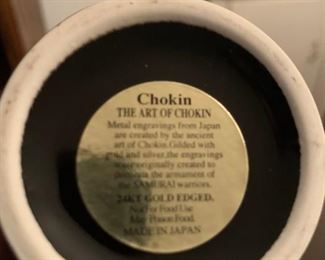 Chokin
THE ART OF CHOKIN
Metal engravings from Japan
are created by the ancient
art of Chokin.Gilded with
gold and silver,the engravings
were originally created to
the armament of
the SAMURAI warriors.
24KT GOLD EDGED.
Not For Food Use
May Poison Food.
MADE IN JAPAN